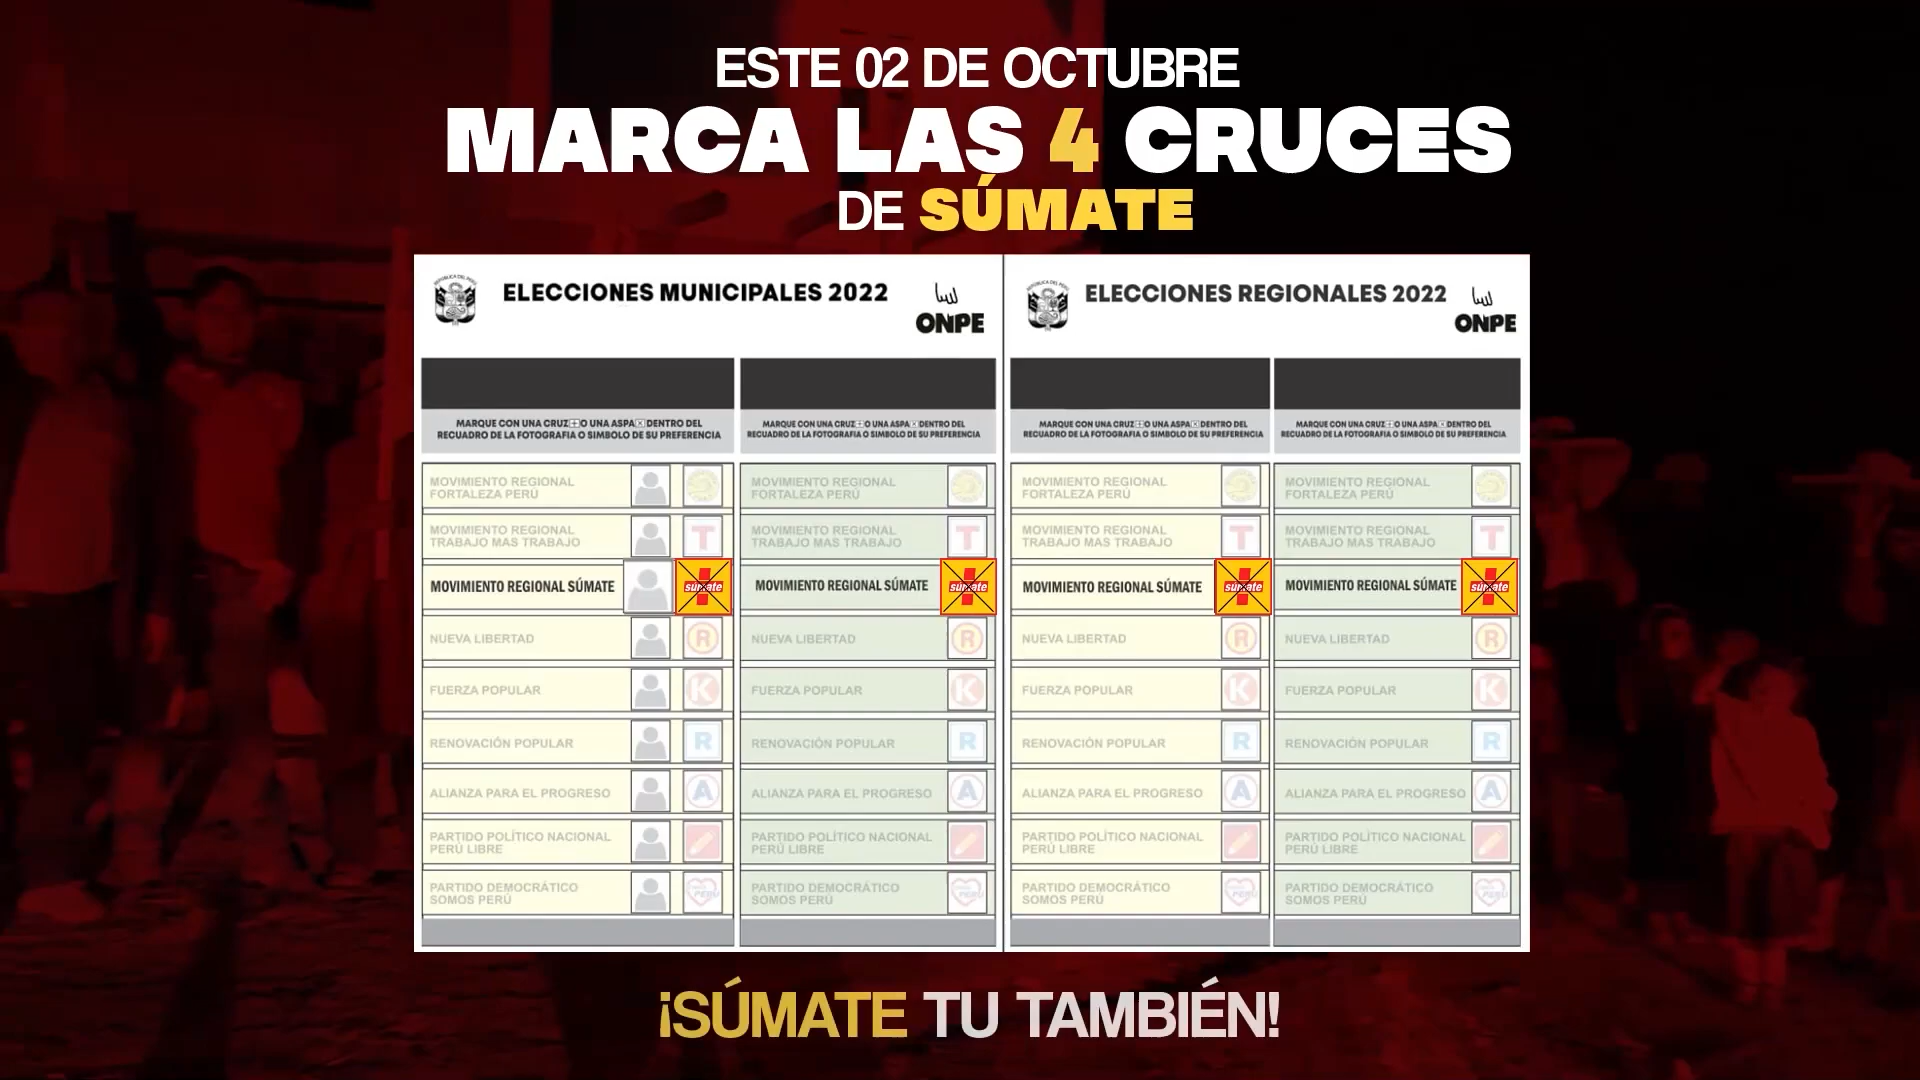 ESTE 02 DE OCTUBRE
MARCA LAS 4 CRUCES
DE SÚMATE
ELECCIONES MUNICIPALES 2022
ONPE
MARQUE CON UNA CRUZ O UNA ASPA DENTRO DEL
RECUADRO DE LA FOTOGRAFIA O SIMBOLO DE SU PREFERENCIA
MARQUE CON UNA CRUZ O UNA ASPA DENTRO DEL
RECUADRO DE LA FOTOGRAFIA O SIMBOLO DE SU PREFERENCIA
MOVIMIENTO REGIONAL
FORTALEZA PERÚ
MOVIMIENTO REGIONAL
TRABAJO MAS TRABAJO
T
MOVIMIENTO REGIONAL SÚMATE
súmate
NUEVA LIBERTAD
R
FUERZA POPULAR
K
RENOVACIÓN POPULAR
R
ALIANZA PARA EL PROGRESO
A
PARTIDO POLÍTICO NACIONAL
PERÚ LIBRE
PARTIDO DEMOCRÁTICO
SOMOS PERÚ
MOVIMIENTO REGIONAL
FORTALEZA PERÚ
MOVIMIENTO REGIONAL
TRABAJO MAS TRABAJO
T
MOVIMIENTO REGIONAL SÚMATE
súmate
NUEVA LIBERTAD
R
FUERZA POPULAR
K
RENOVACIÓN POPULAR
R
ALIANZA PARA EL PROGRESO
A
PARTIDO POLÍTICO NACIONAL
PERÚ LIBRE
PARTIDO DEMOCRÁTICO
SOMOS PERÚ
ELECCIONES REGIONALES 2022
ONPE
MARQUE CON UNA CRUZ O UNA ASPA DENTRO DEL
RECUADRO DE LA FOTOGRAFIA O SIMBOLO DE SU PREFERENCIA
MARQUE CON UNA CRUZ O UNA ASPA DENTRO DEL
RECUADRO DE LA FOTOGRAFIA O SIMBOLO DE SU PREFERENCIA
MOVIMIENTO REGIONAL
FORTALEZA PERÚ
MOVIMIENTO REGIONAL
TRABAJO MAS TRABAJO
T
MOVIMIENTO REGIONAL SÚMATE
súmate
NUEVA LIBERTAD
R
FUERZA POPULAR
K
RENOVACIÓN POPULAR
R
ALIANZA PARA EL PROGRESO
A
PARTIDO POLÍTICO NACIONAL
PERÚ LIBRE
PARTIDO DEMOCRÁTICO
SOMOS PERÚ
MOVIMIENTO REGIONAL
FORTALEZA PERÚ
MOVIMIENTO REGIONAL
TRABAJO MAS TRABAJO
T
MOVIMIENTO REGIONAL SÚMATE
súmate
NUEVA LIBERTAD
R
FUERZA POPULAR
K
RENOVACIÓN POPULAR
R
ALIANZA PARA EL PROGRESO
A
PARTIDO POLÍTICO NACIONAL
PERÚ LIBRE
PARTIDO DEMOCRÁTICO
SOMOS PERÚ
¡SÚMATE TU TAMBIÉN!